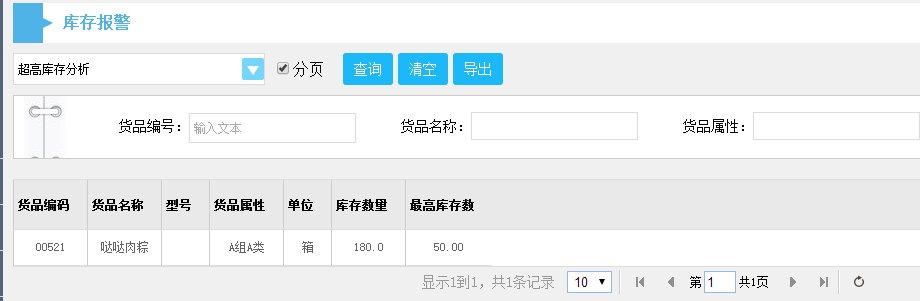 库存报警
超高库存分析 分页 查询 清空 导出
货品编号： 输入文本 货品名称： 货品属性：
货品编码 货品名称 型号 货品属性 单位 库存数量 最高库存数
00521 哒哒肉粽 A组A类 箱 180.0 50.00
显示1到1，共1条记录 10 第 1 共1页